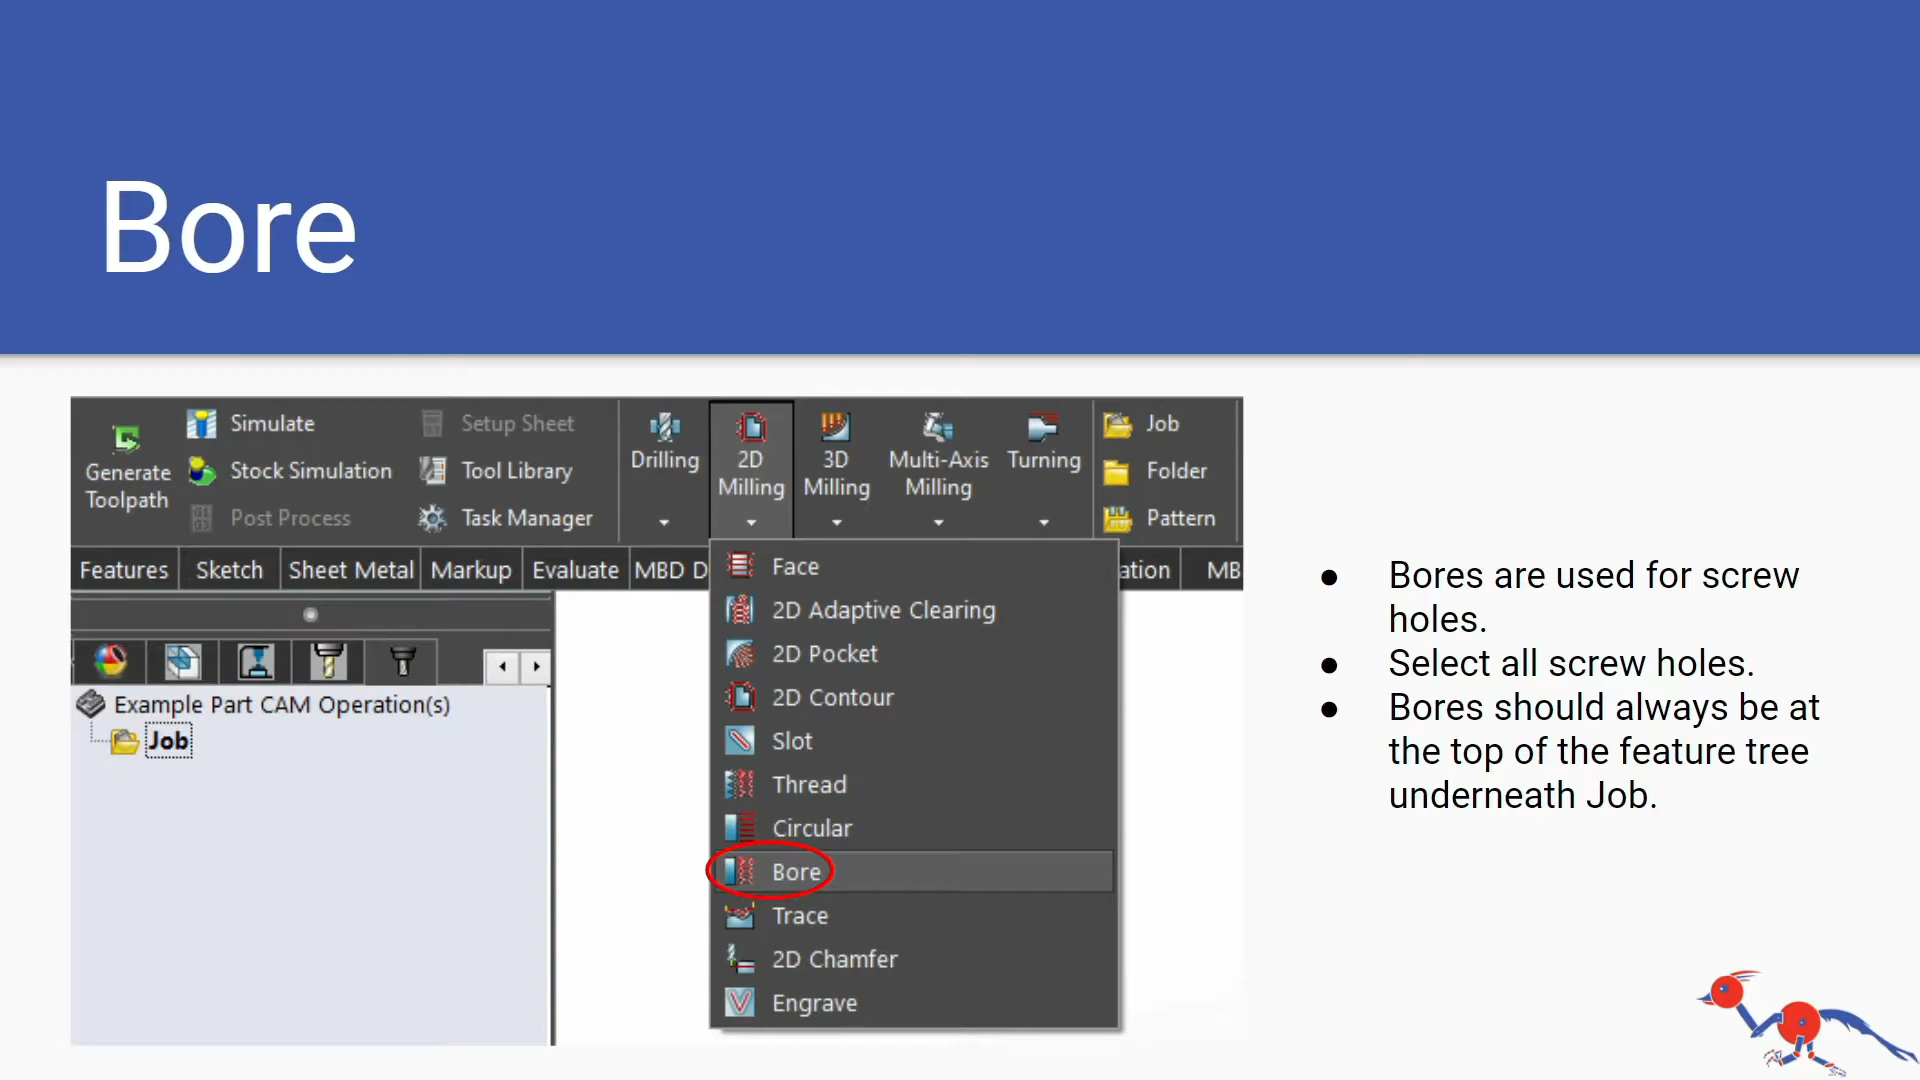 Bore
Simulate
Setup Sheet
Job
Generate
Toolpath
Stock Simulation
Tool Library
Drilling
2D
Milling
3D
Milling
Multi-Axis
Milling
Turning
Folder
Post Process
Task Manager
Pattern
Features
Sketch
Sheet Metal
Markup
Evaluate
MBD D
ation
MB
Face
2D Adaptive Clearing
2D Pocket
2D Contour
Slot
Thread
Circular
Bore
Trace
2D Chamfer
Engrave
Example Part CAM Operation(s)
Job
● Bores are used for screw
holes.
● Select all screw holes.
● Bores should always be at
the top of the feature tree
underneath Job.